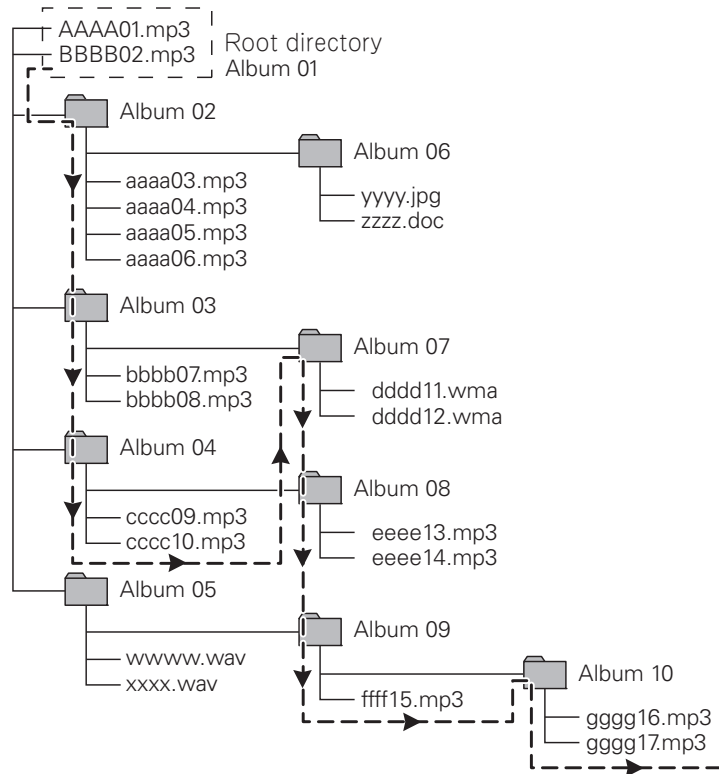 AAAA01.mp3
BBBB02.mp3
Root directory
Album 01
Album 02
Album 06
yyyy.jpg
zzzz.doc
aaaa03.mp3
aaaa04.mp3
aaaa05.mp3
aaaa06.mp3
Album 03
Album 07
dddd11.wma
dddd12.wma
bbbb07.mp3
bbbb08.mp3
Album 04
Album 08
eeee13.mp3
eeee14.mp3
cccc09.mp3
cccc10.mp3
Album 05
Album 09
ffff15.mp3
wwww.wav
xxxx.wav
Album 10
gggg16.mp3
gggg17.mp3